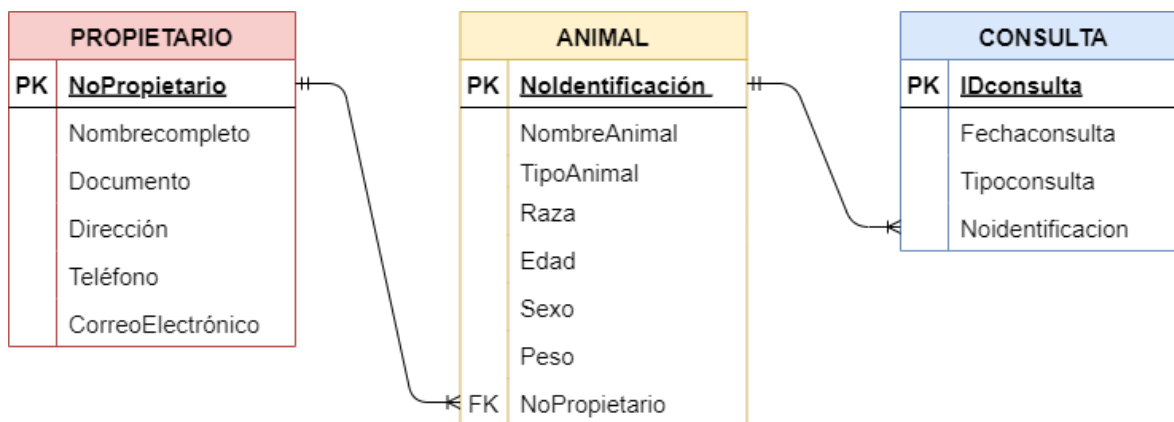 PROPIETARIO
PK NoPropietario
Nombrecompleto
Documento
Dirección
Teléfono
CorreoElectrónico
ANIMAL
PK NoIdentificación
NombreAnimal
TipoAnimal
Raza
Edad
Sexo
Peso
FK NoPropietario
CONSULTA
PK IDconsulta
Fechaconsulta
Tipoconsulta
Noidentificacion